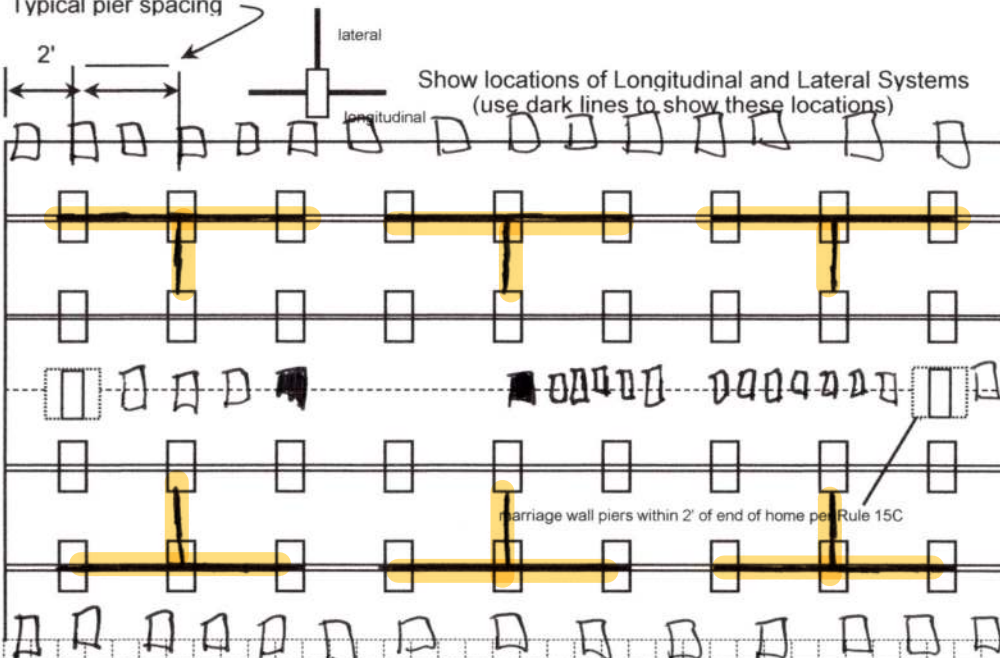 Typical pier spacing
2'
lateral
longitudinal
Show locations of Longitudinal and Lateral Systems
(use dark lines to show these locations)
marriage wall piers within 2' of end of home per Rule 15C